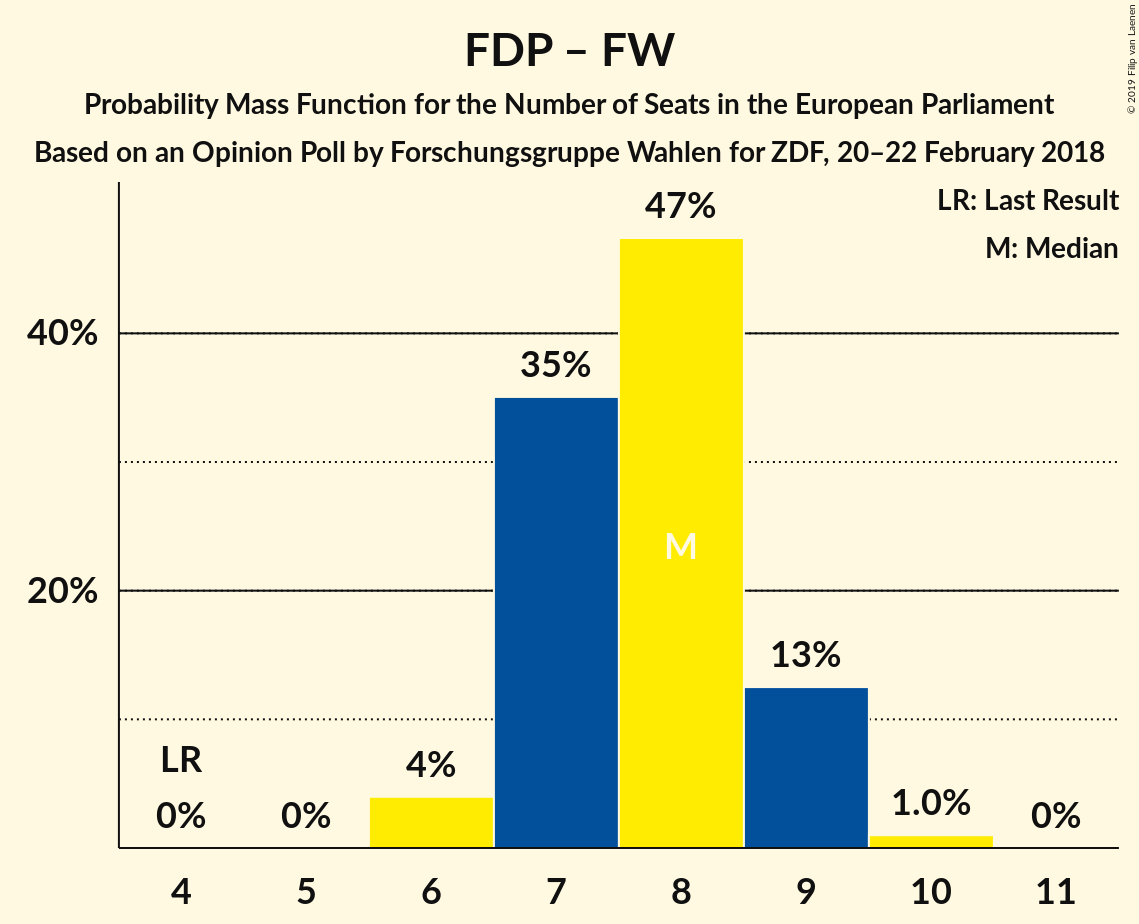 FDP – FW
Probability Mass Function for the Number of Seats in the European Parliament
Based on an Opinion Poll by Forschungsgruppe Wahlen for ZDF, 20–22 February 2018
© 2019 Filip van Laenen
LR: Last Result
M: Median
47%
40%
35%
M
20%
13%
LR
4%
1.0%
0%
0%
0%
4
5
6
7
8
9
10
11